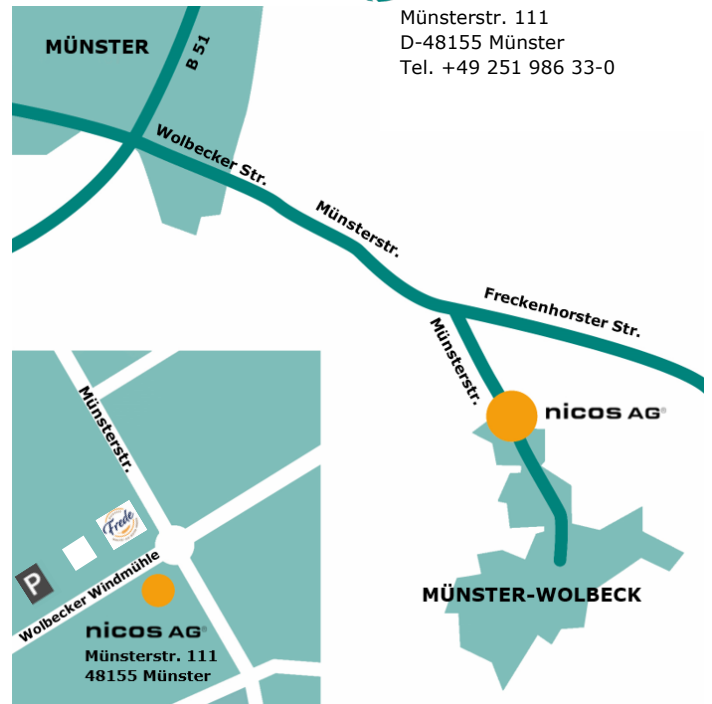 Münsterstr. 111
D-48155 Münster
Tel. +49 251 986 33-0
MÜNSTER
B 51
Wolbecker Str.
Münsterstr.
Freckenhorster Str.
Münsterstr.
nicos AG®
MÜNSTER-WOLBECK
Münsterstr.
Frede
P
Wolbecker Windmühle
nicos AG®
Münsterstr. 111
48155 Münster